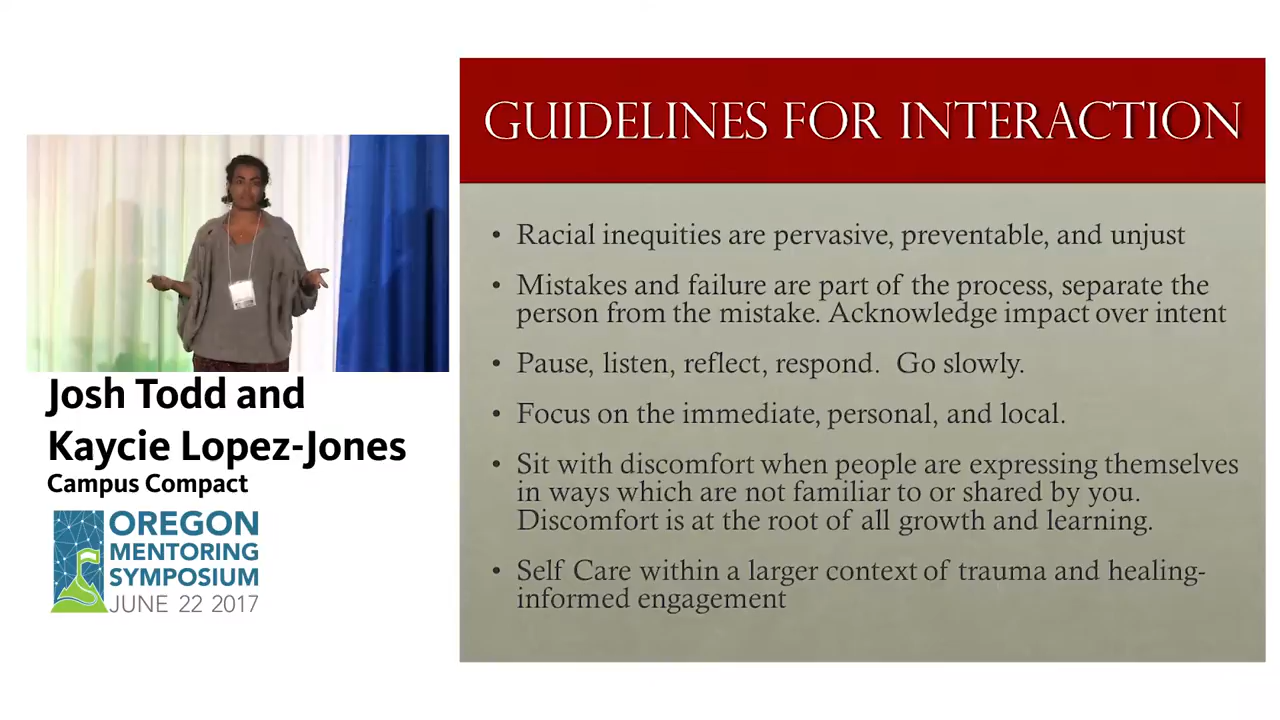 GUIDELINES FOR INTERACTION
• Racial inequities are pervasive, preventable, and unjust
• Mistakes and failure are part of the process, separate the
person from the mistake. Acknowledge impact over intent
• Pause, listen, reflect, respond.  Go slowly.
• Focus on the immediate, personal, and local.
• Sit with discomfort when people are expressing themselves
in ways which are not familiar to or shared by you.
Discomfort is at the root of all growth and learning.
• Self Care within a larger context of trauma and healing-
informed engagement
Josh Todd and
Kaycie Lopez-Jones
Campus Compact
OREGON
MENTORING
SYMPOSIUM
JUNE 22 2017